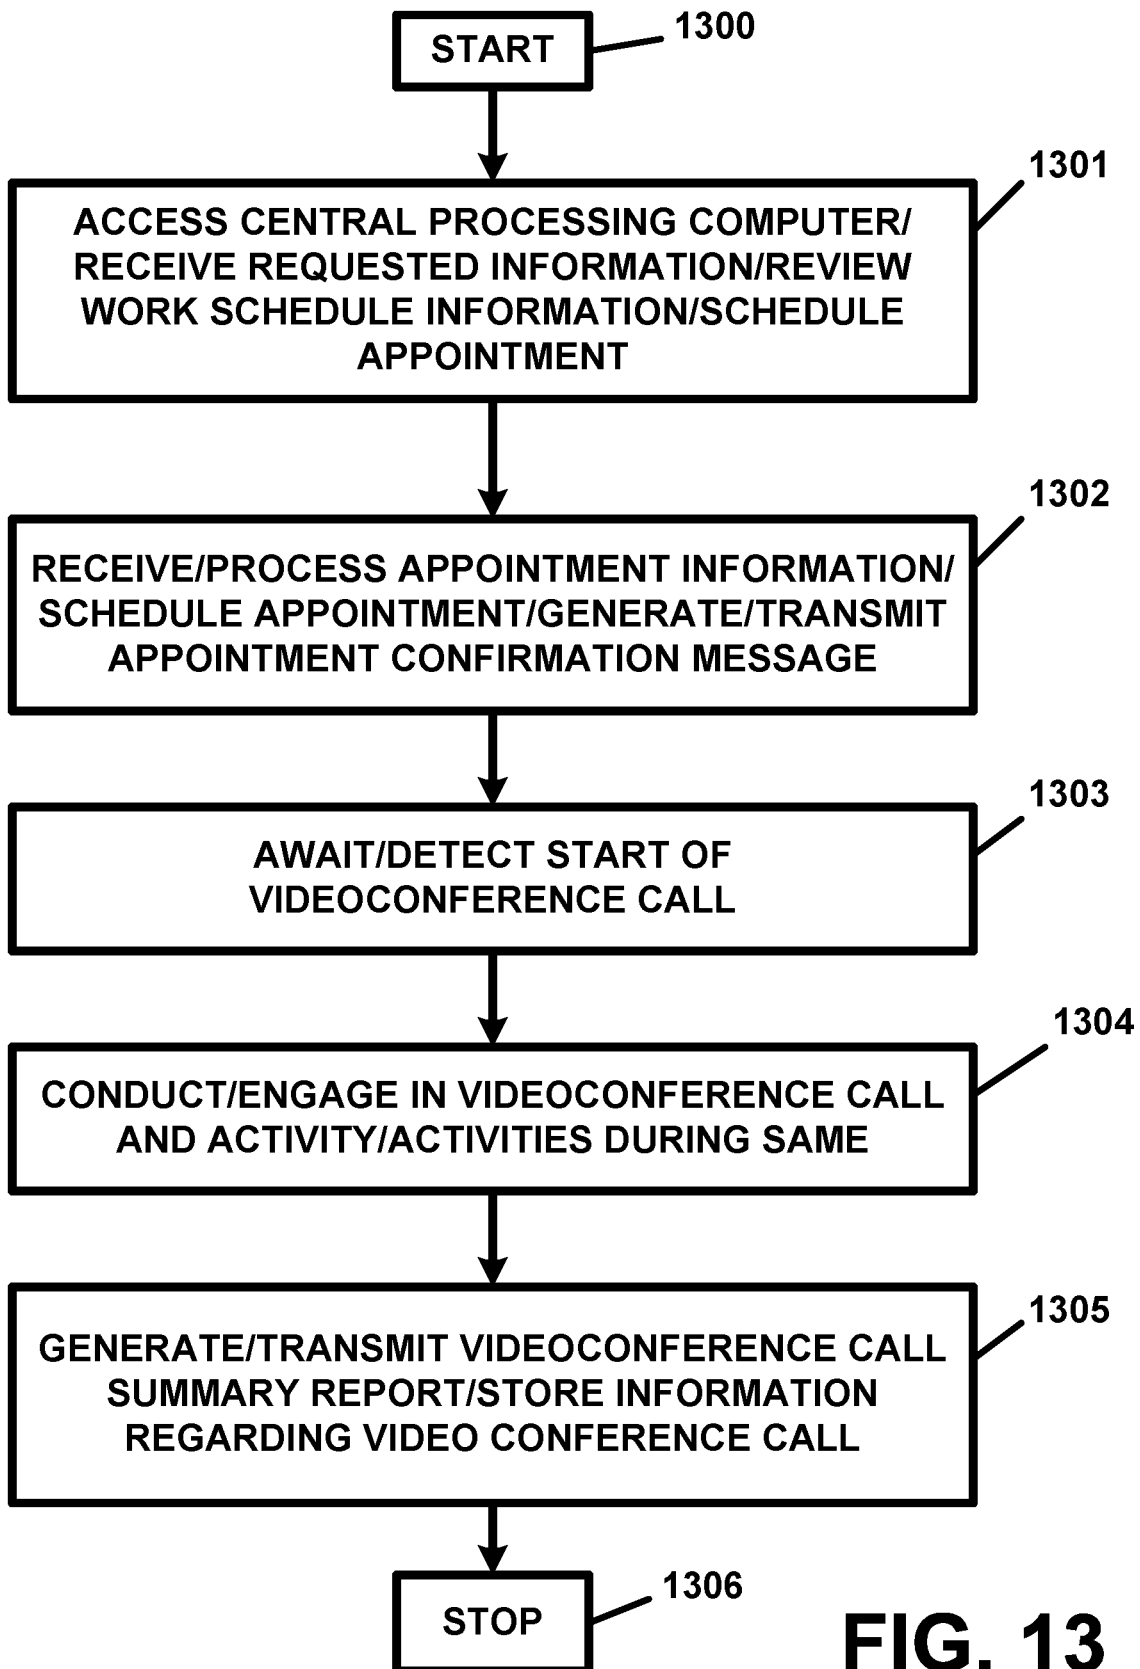 START
1300
1301
ACCESS CENTRAL PROCESSING COMPUTER/
RECEIVE REQUESTED INFORMATION/REVIEW
WORK SCHEDULE INFORMATION/SCHEDULE
APPOINTMENT
1302
RECEIVE/PROCESS APPOINTMENT INFORMATION/
SCHEDULE APPOINTMENT/GENERATE/TRANSMIT
APPOINTMENT CONFIRMATION MESSAGE
1303
AWAIT/DETECT START OF
VIDEOCONFERENCE CALL
1304
CONDUCT/ENGAGE IN VIDEOCONFERENCE CALL
AND ACTIVITY/ACTIVITIES DURING SAME
1305
GENERATE/TRANSMIT VIDEOCONFERENCE CALL
SUMMARY REPORT/STORE INFORMATION
REGARDING VIDEO CONFERENCE CALL
1306
STOP
FIG. 13